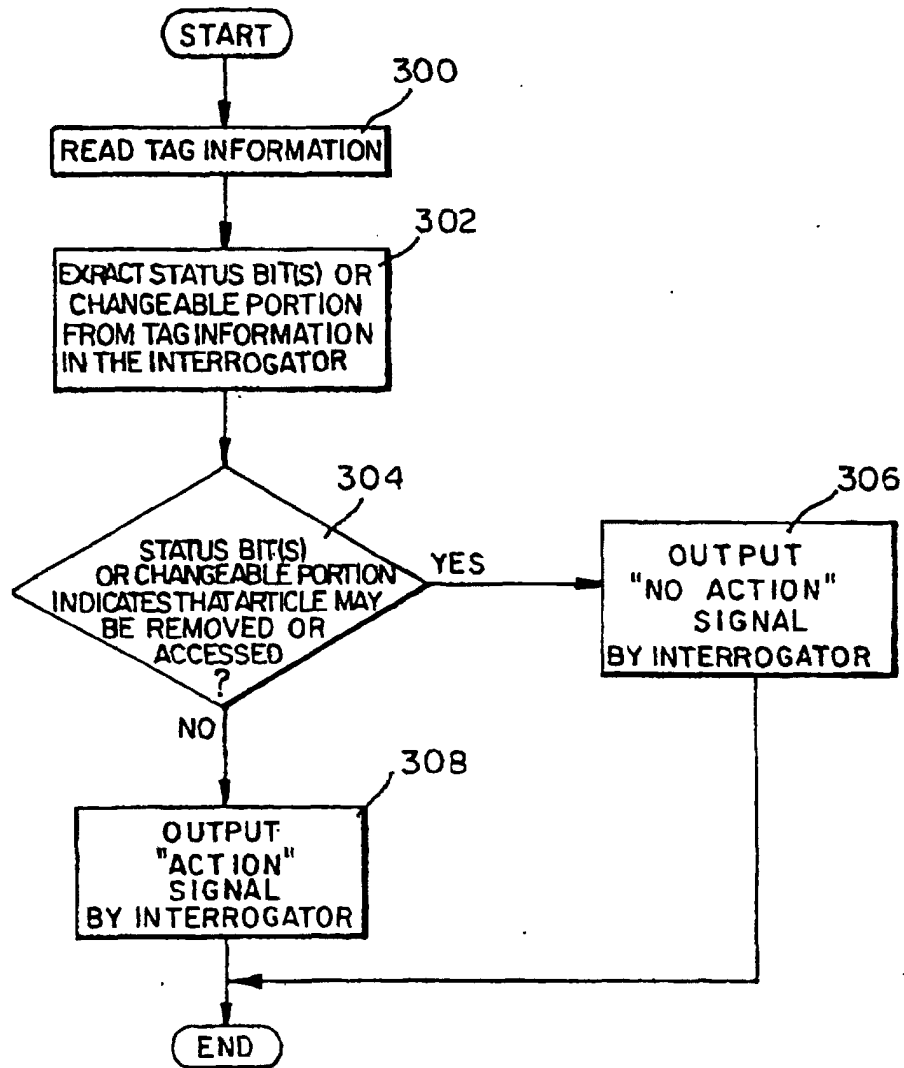 START
300
READ TAG INFORMATION
302
EXRACT STATUS BIT(S) OR
CHANGEABLE PORTION
FROM TAG INFORMATION
IN THE INTERROGATOR
304
STATUS BIT(S)
OR CHANGEABLE PORTION
INDICATES THAT ARTICLE MAY
BE REMOVED OR
ACCESSED
?
YES
306
OUTPUT
"NO ACTION"
SIGNAL
BY INTERROGATOR
NO
308
OUTPUT
"ACTION"
SIGNAL
BY INTERROGATOR
END